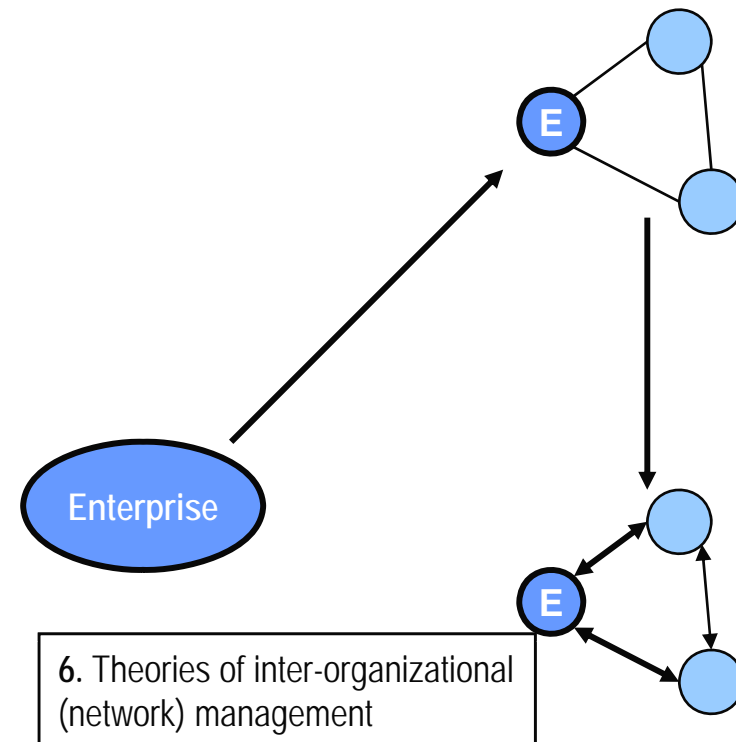 E
Enterprise
E
6. Theories of inter-organizational
(network) management